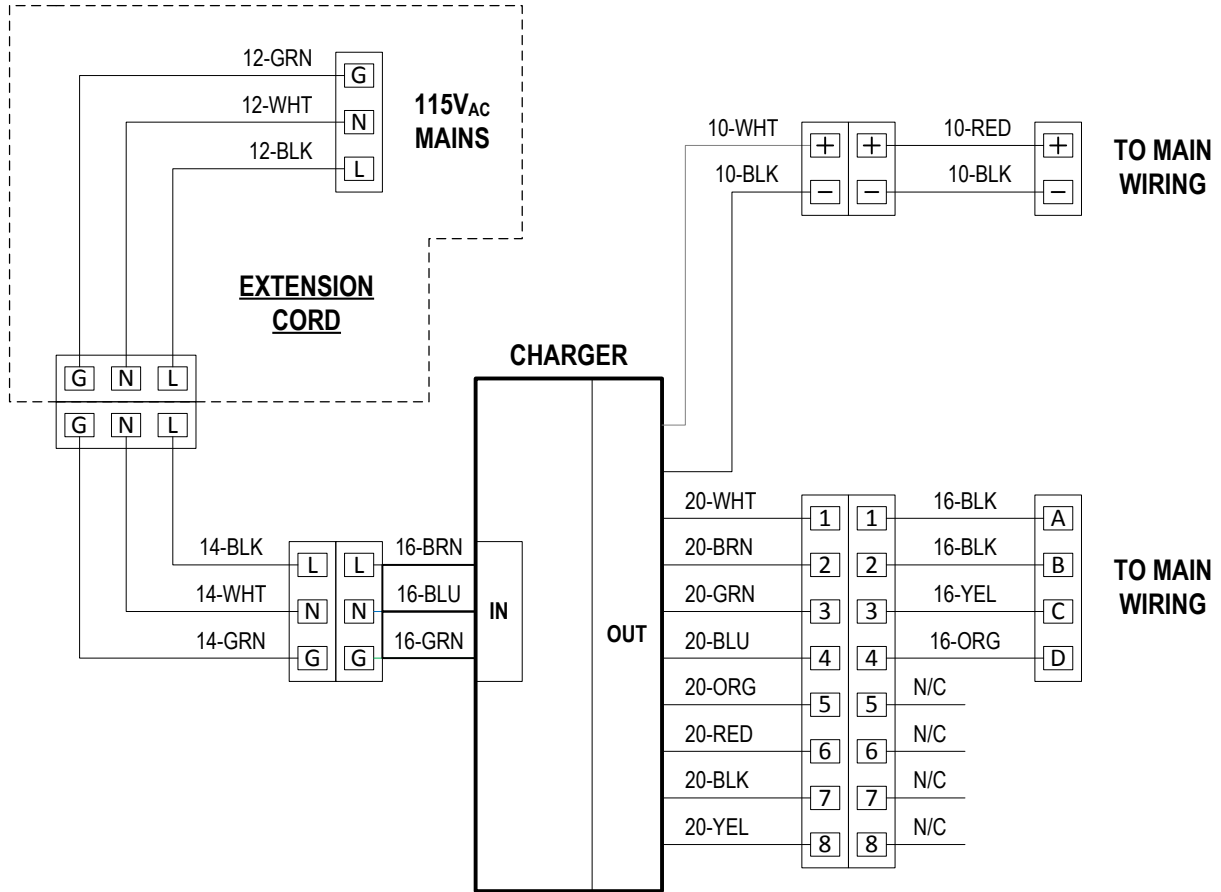 12-GRN
G
12-WHT
N
12-BLK
L
115VAC
MAINS
EXTENSION
CORD
G N L
G N L
14-BLK
L L
16-BRN
14-WHT
N N
16-BLU
14-GRN
G G
16-GRN
CHARGER
IN
OUT
10-WHT
+ +
10-RED
+
10-BLK
− −
10-BLK
−
TO MAIN
WIRING
20-WHT
1 1
16-BLK
A
20-BRN
2 2
16-BLK
B
20-GRN
3 3
16-YEL
C
20-BLU
4 4
16-ORG
D
20-ORG
5 5
N/C
20-RED
6 6
N/C
20-BLK
7 7
N/C
20-YEL
8 8
N/C
TO MAIN
WIRING